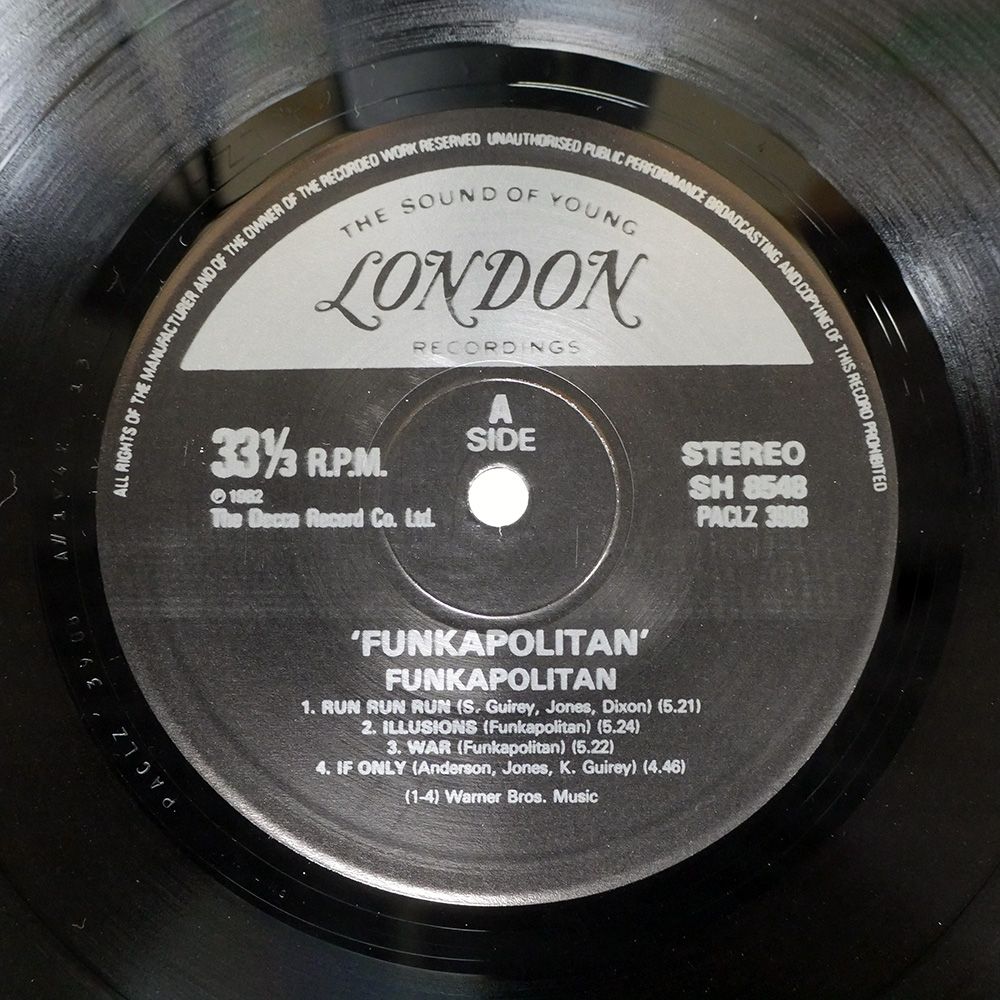 ALL RIGHTS OF THE MANUFACTURER AND OF THE OWNER OF THE RECORDED WORK RESERVED UNAUTHORISED PUBLIC PERFORMANCE BROADCASTING AND COPYING OF THIS RECORD PROHIBITED
THE SOUND OF YOUNG
LONDON
RECORDINGS
A
SIDE
33⅓ R.P.M.
℗ 1982
The Decca Record Co. Ltd.
STEREO
SH 8548
PACLZ
'FUNKAPOLITAN'
FUNKAPOLITAN
1. RUN RUN RUN (S. Guirey, Jones, Dixon) (5.21)
2. ILLUSIONS (Funkapolitan) (5.24)
3. WAR (Funkapolitan) (5.22)
4. IF ONLY (Anderson, Jones, K. Guirey) (4.46)
(1-4) Warner Bros. Music
PACLZ